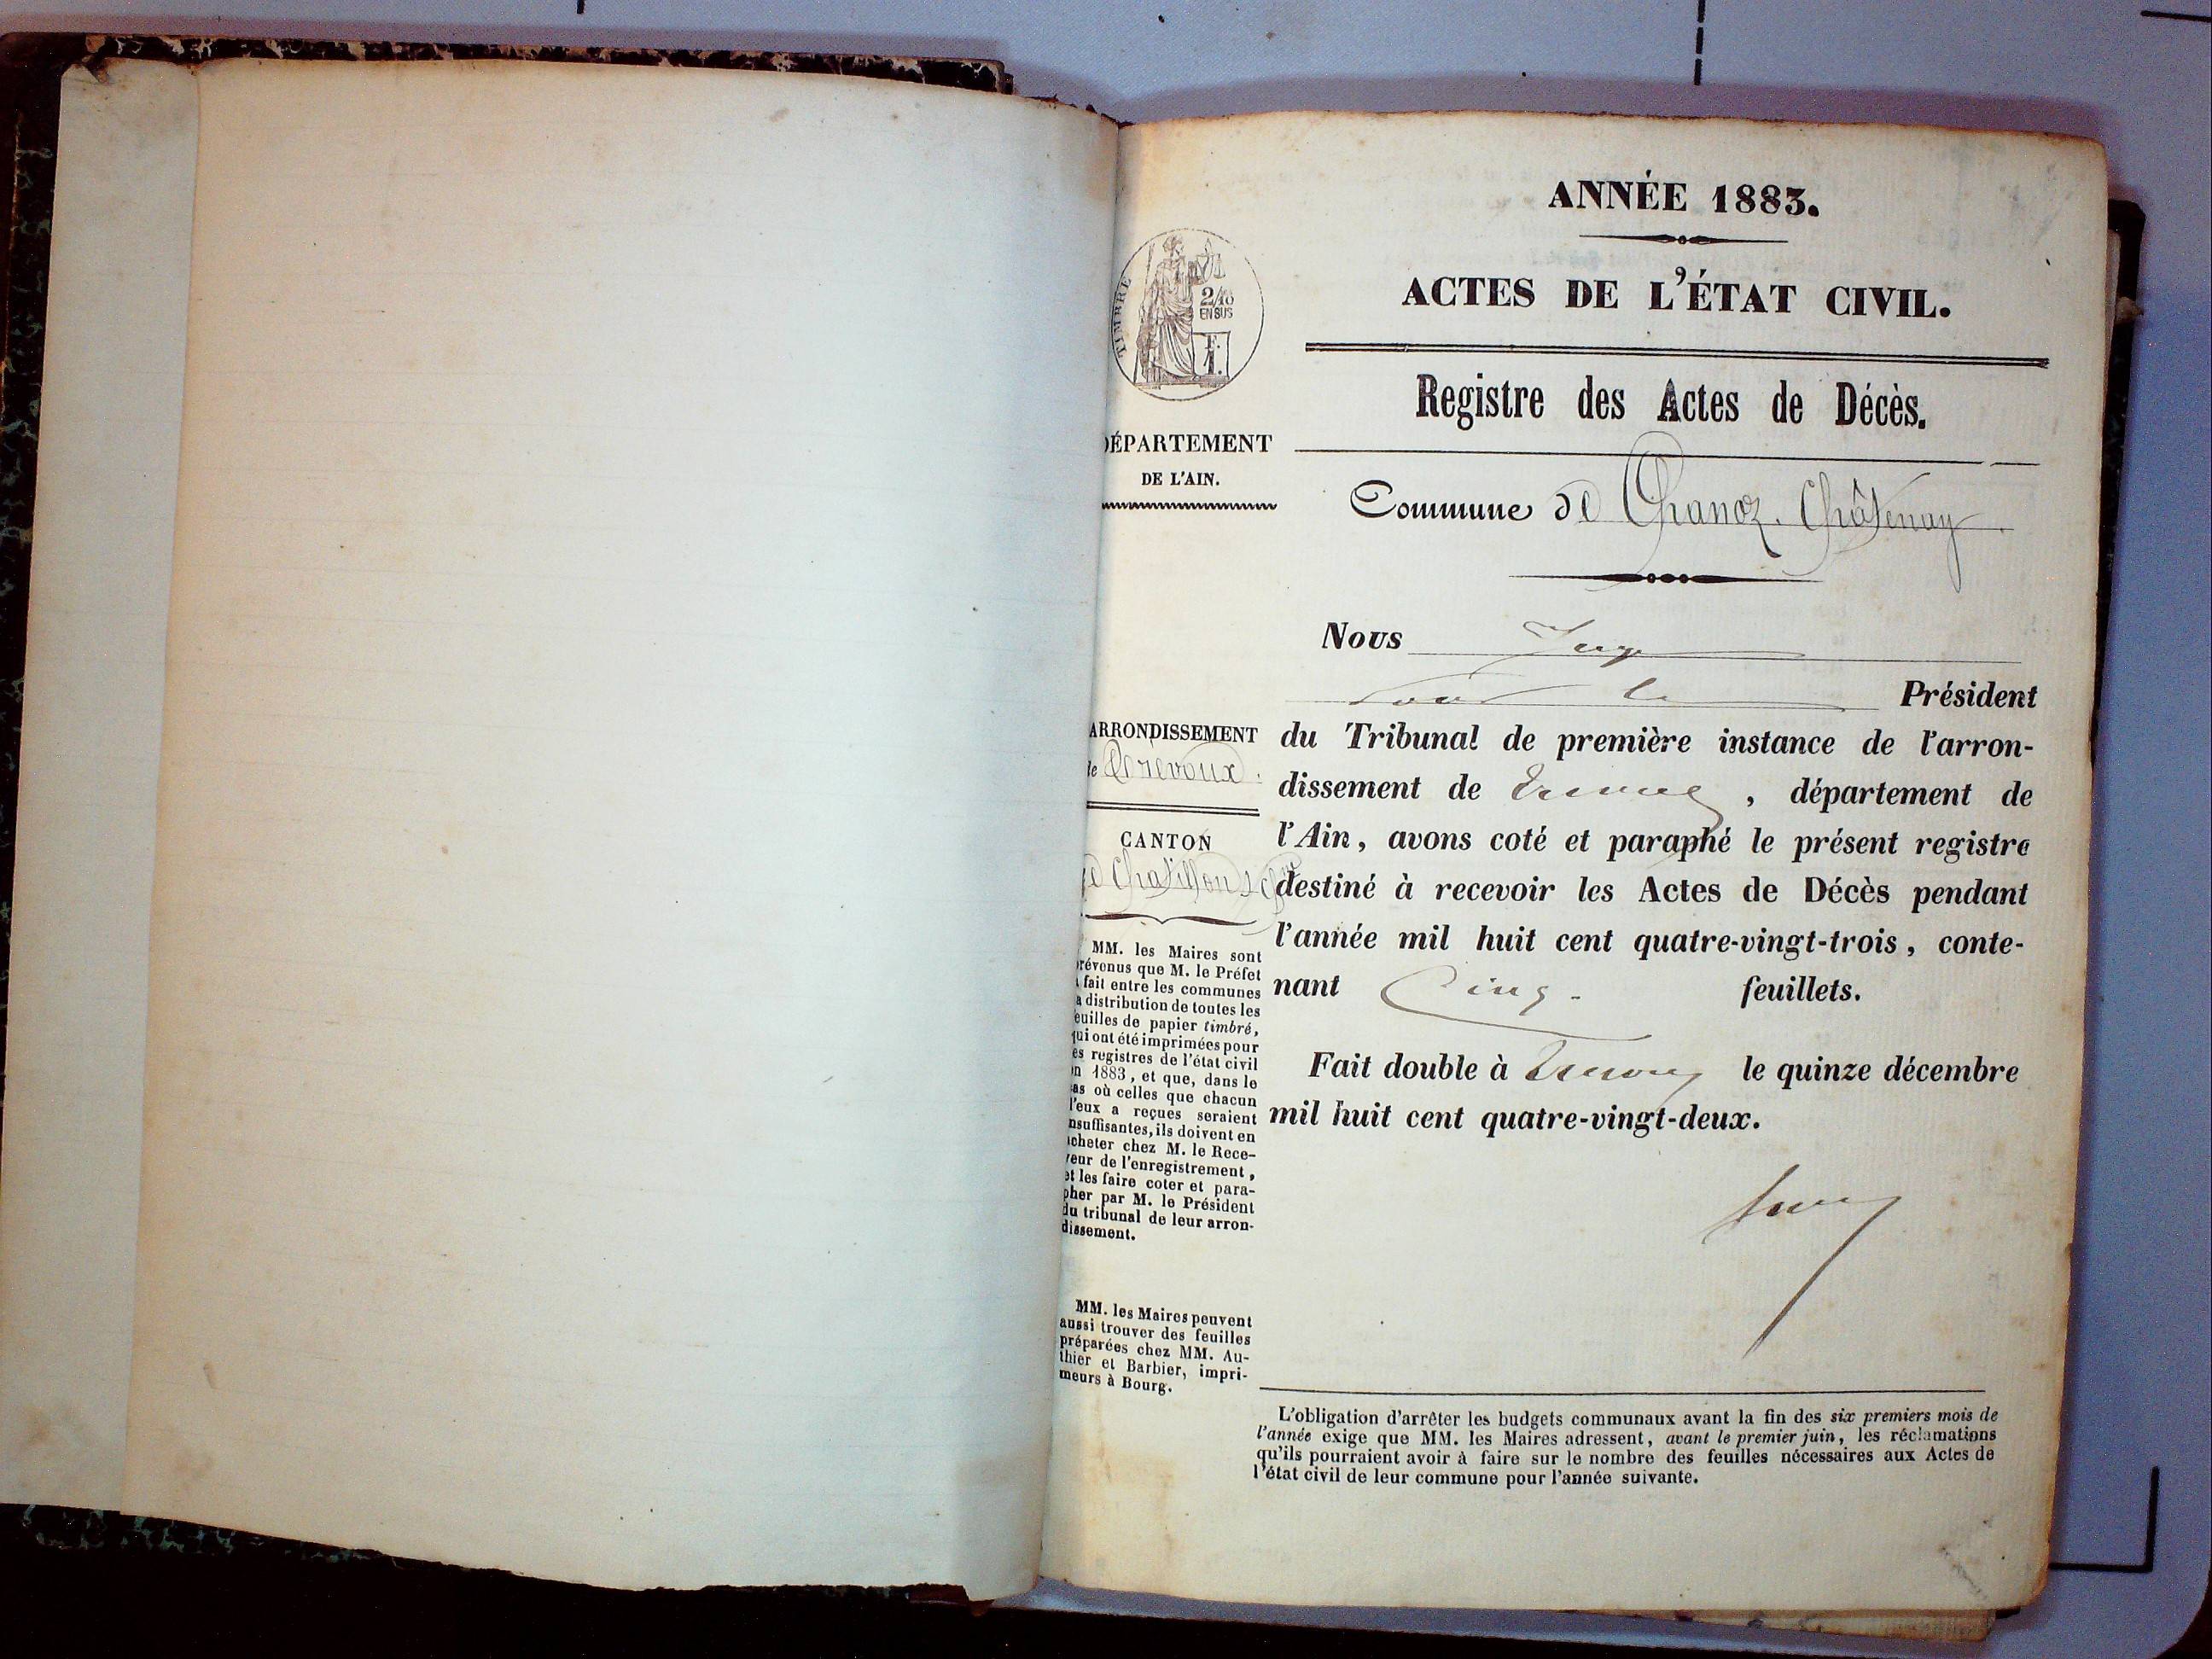 ANNÉE 1883.
ACTES DE L'ÉTAT CIVIL.
Registre des Actes de Décès.
TIMBRE
2/10
EN SUS
DÉPARTEMENT
DE L'AIN.
Commune de Chanoz-Châtenay
Nous Juge
pour le Président
du Tribunal de première instance de l'arron-
dissement de Trévoux, département de
l'Ain, avons coté et paraphé le présent registre
destiné à recevoir les Actes de Décès pendant
l'année mil huit cent quatre-vingt-trois, conte-
nant Cinq feuillets.
Fait double à Trévoux le quinze décembre
mil huit cent quatre-vingt-deux.
ARRONDISSEMENT
de Trévoux.
CANTON
de Chatillon
MM. les Maires sont
prévenus que M. le Préfet
a fait entre les communes
la distribution de toutes les
feuilles de papier timbré,
qui ont été imprimées pour
les registres de l'état civil
en 1883, et que, dans le
cas où celles que chacun
d'eux a reçues seraient
insuffisantes, ils doivent en
acheter chez M. le Rece-
veur de l'enregistrement,
et les faire coter et para-
pher par M. le Président
du tribunal de leur arron-
dissement.
MM. les Maires peuvent
aussi trouver des feuilles
préparées chez MM. Au-
thier et Barbier, impri-
meurs à Bourg.
L'obligation d'arrêter les budgets communaux avant la fin des six premiers mois de
l'année exige que MM. les Maires adressent, avant le premier juin, les réclamations
qu'ils pourraient avoir à faire sur le nombre des feuilles nécessaires aux Actes de
l'état civil de leur commune pour l'année suivante.